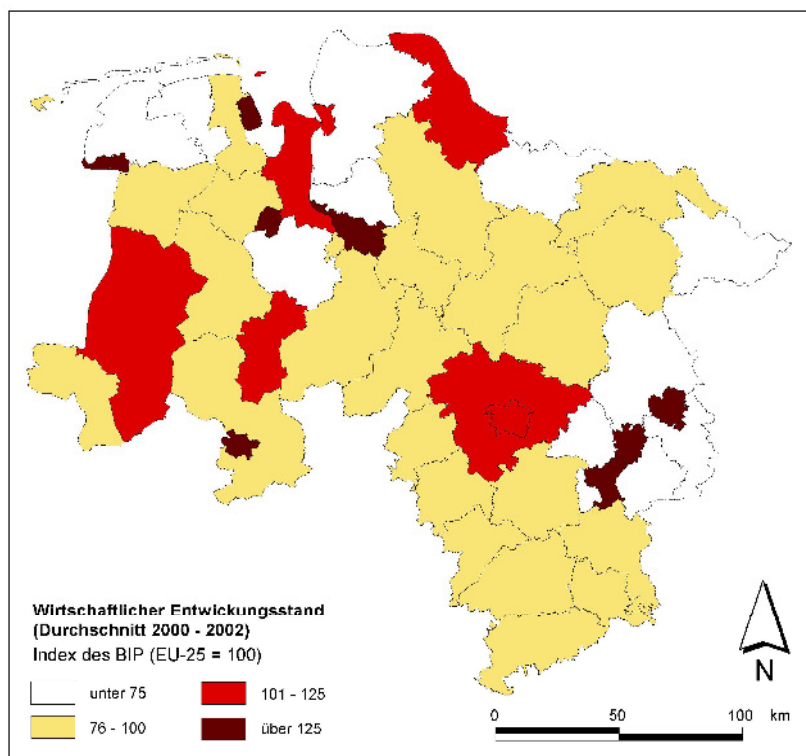 Wirtschaftlicher Entwickungsstand
(Durchschnitt 2000 - 2002)
Index des BIP (EU-25 = 100)
unter 75
101 - 125
76 - 100
über 125
N
0 50 100 km